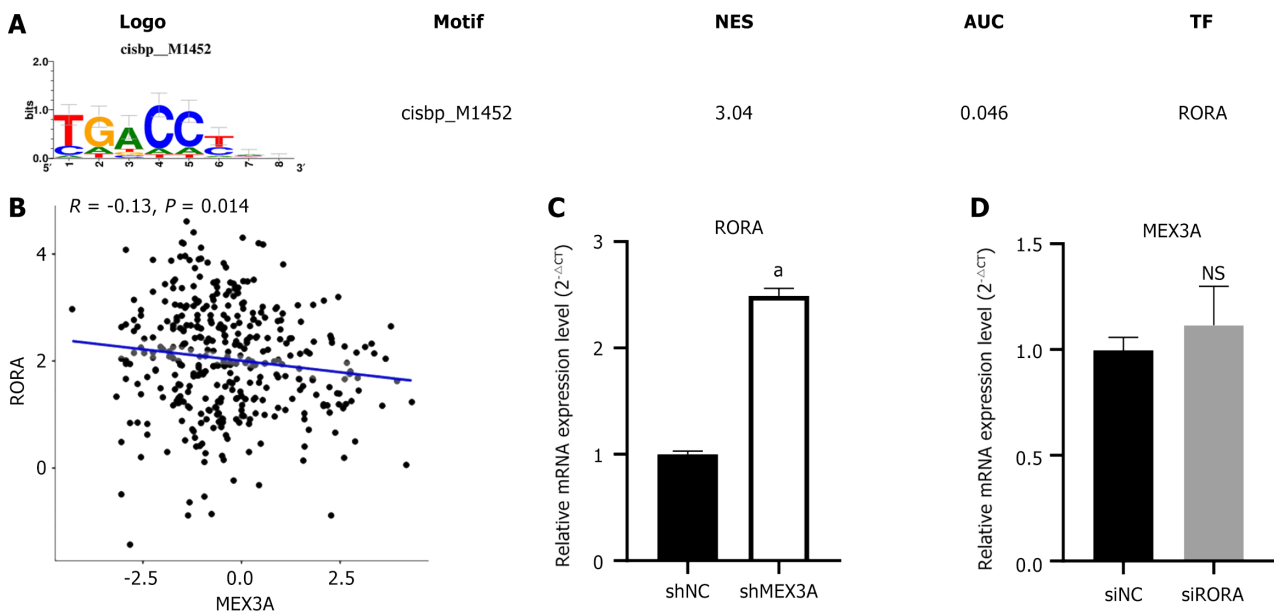 A
Logo Motif NES AUC TF
cisbp__M1452
2.0
1.0
0.0
bits
5′ 1 2 3 4 5 6 7 8 3′
TGACCT
cisbp_M1452 3.04 0.046 RORA
B
R = -0.13, P = 0.014
RORA
4
2
0
-2.5 0.0 2.5
MEX3A
C
RORA
Relative mRNA expression level (2-△CT)
3
2
1
0
a
shNC shMEX3A
D
MEX3A
Relative mRNA expression level (2-△CT)
1.5
1.0
0.5
0
NS
siNC siRORA